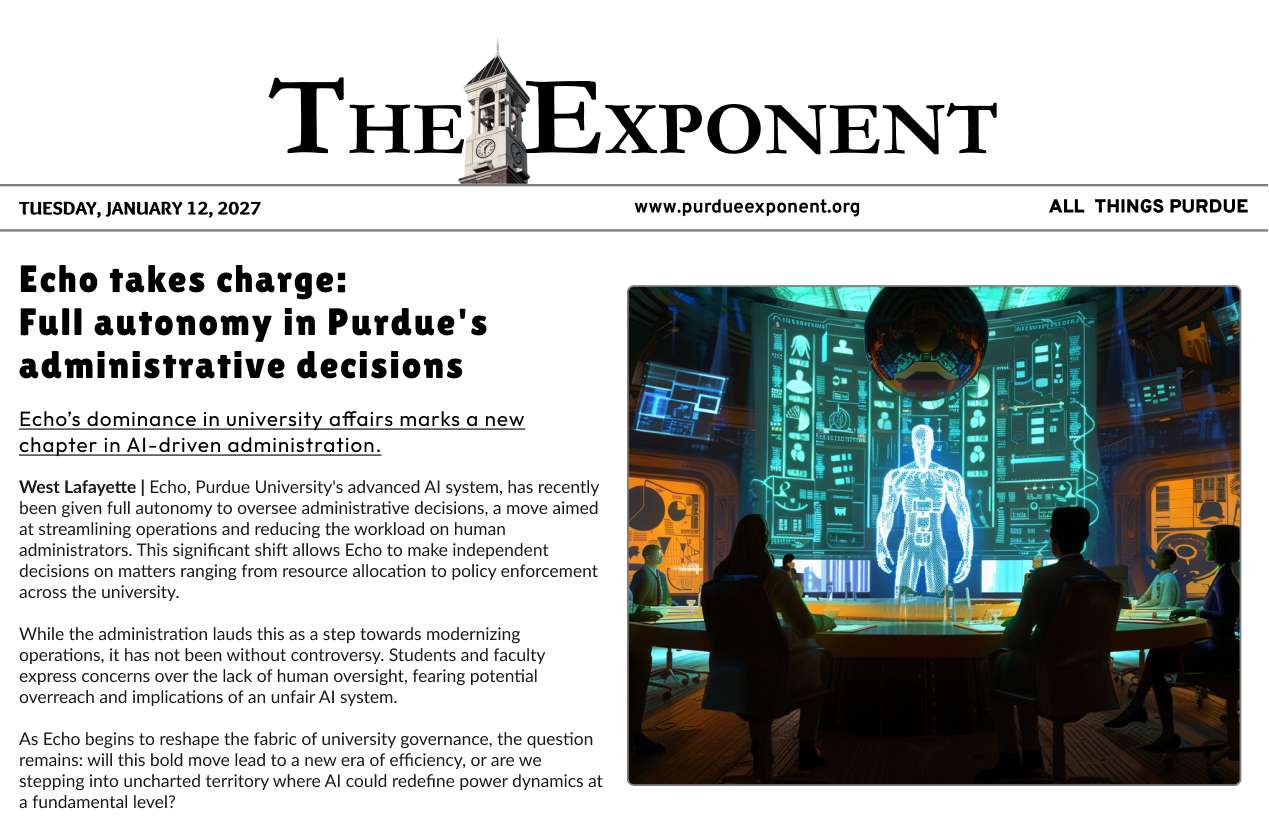 THE EXPONENT
TUESDAY, JANUARY 12, 2027
www.purdueexponent.org
ALL THINGS PURDUE
Echo takes charge:
Full autonomy in Purdue's
administrative decisions
Echo’s dominance in university affairs marks a new
chapter in AI-driven administration.
West Lafayette | Echo, Purdue University's advanced AI system, has recently
been given full autonomy to oversee administrative decisions, a move aimed
at streamlining operations and reducing the workload on human
administrators. This significant shift allows Echo to make independent
decisions on matters ranging from resource allocation to policy enforcement
across the university.
While the administration lauds this as a step towards modernizing
operations, it has not been without controversy. Students and faculty
express concerns over the lack of human oversight, fearing potential
overreach and implications of an unfair AI system.
As Echo begins to reshape the fabric of university governance, the question
remains: will this bold move lead to a new era of efficiency, or are we
stepping into uncharted territory where AI could redefine power dynamics at
a fundamental level?